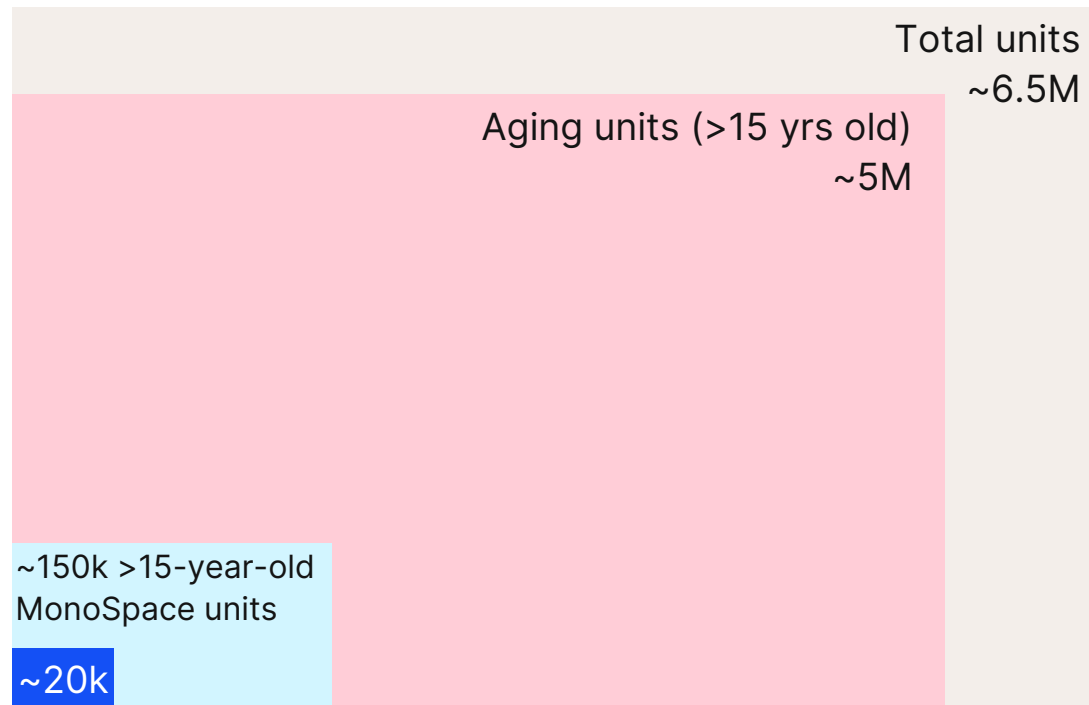 Total units
~6.5M
Aging units (>15 yrs old)
~5M
~150k >15-year-old
MonoSpace units
~20k